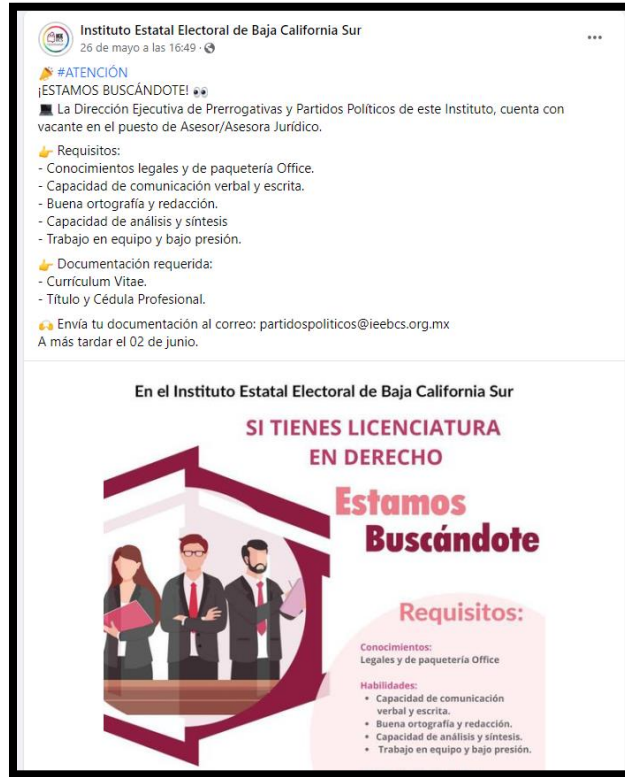 Instituto Estatal Electoral de Baja California Sur
26 de mayo a las 16:49 ·
#ATENCIÓN
¡ESTAMOS BUSCÁNDOTE!
La Dirección Ejecutiva de Prerrogativas y Partidos Políticos de este Instituto, cuenta con
vacante en el puesto de Asesor/Asesora Jurídico.
Requisitos:
- Conocimientos legales y de paquetería Office.
- Capacidad de comunicación verbal y escrita.
- Buena ortografía y redacción.
- Capacidad de análisis y síntesis
- Trabajo en equipo y bajo presión.
Documentación requerida:
- Currículum Vitae.
- Título y Cédula Profesional.
Envía tu documentación al correo: partidospoliticos@ieebcs.org.mx
A más tardar el 02 de junio.
En el Instituto Estatal Electoral de Baja California Sur
SI TIENES LICENCIATURA
EN DERECHO
Estamos
Buscándote
Requisitos:
Conocimientos:
Legales y de paquetería Office
Habilidades:
• Capacidad de comunicación
verbal y escrita.
• Buena ortografía y redacción.
• Capacidad de análisis y síntesis.
• Trabajo en equipo y bajo presión.